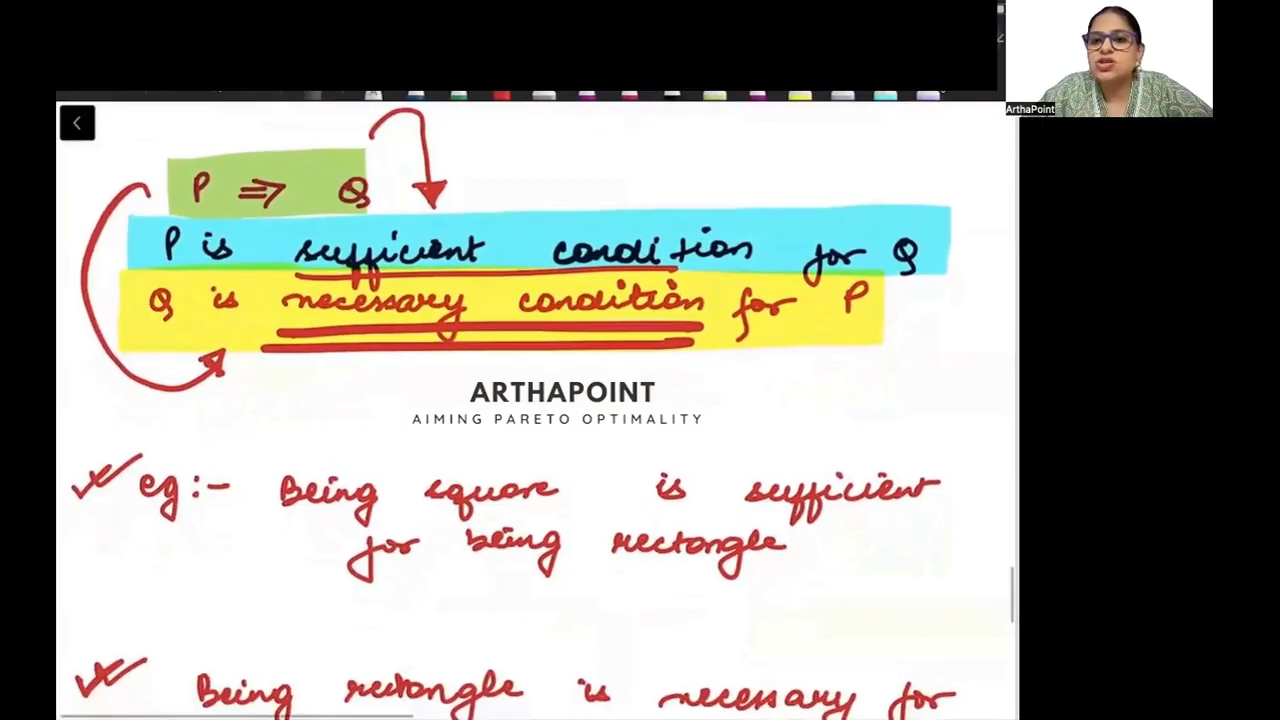 ArthaPoint
P ⇒ Q
P is sufficient condition for Q
Q is necessary condition for P
ARTHAPOINT
AIMING PARETO OPTIMALITY
eg:- Being square is sufficient
for being rectangle
Being rectangle is necessary for